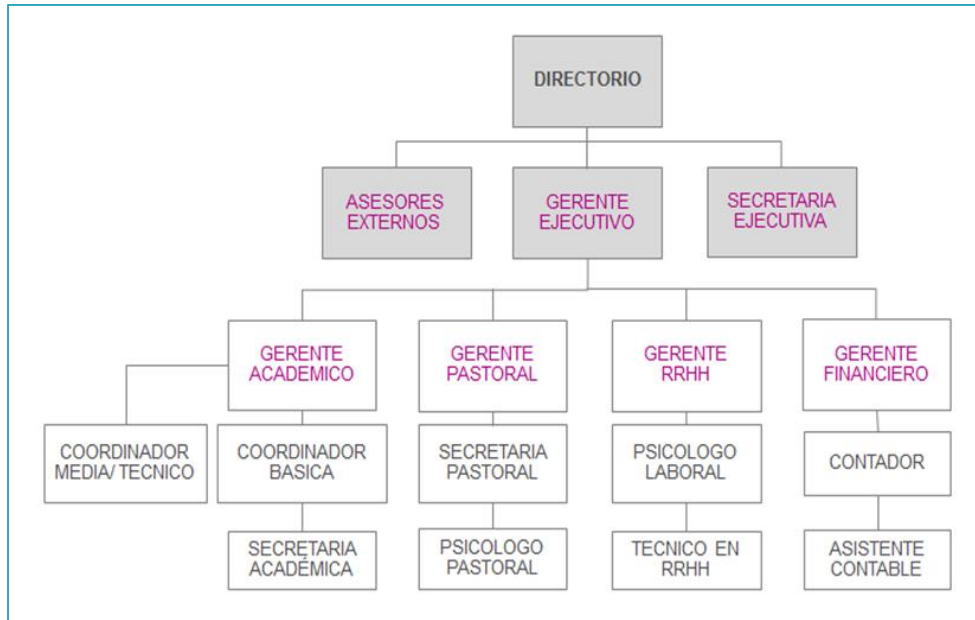 DIRECTORIO
ASESORES
EXTERNOS
GERENTE
EJECUTIVO
SECRETARIA
EJECUTIVA
GERENTE
ACADEMICO
GERENTE
PASTORAL
GERENTE
RRHH
GERENTE
FINANCIERO
COORDINADOR
MEDIA/ TECNICO
COORDINADOR
BASICA
SECRETARIA
PASTORAL
PSICOLOGO
LABORAL
CONTADOR
SECRETARIA
ACADÉMICA
PSICOLOGO
PASTORAL
TECNICO EN
RRHH
ASISTENTE
CONTABLE